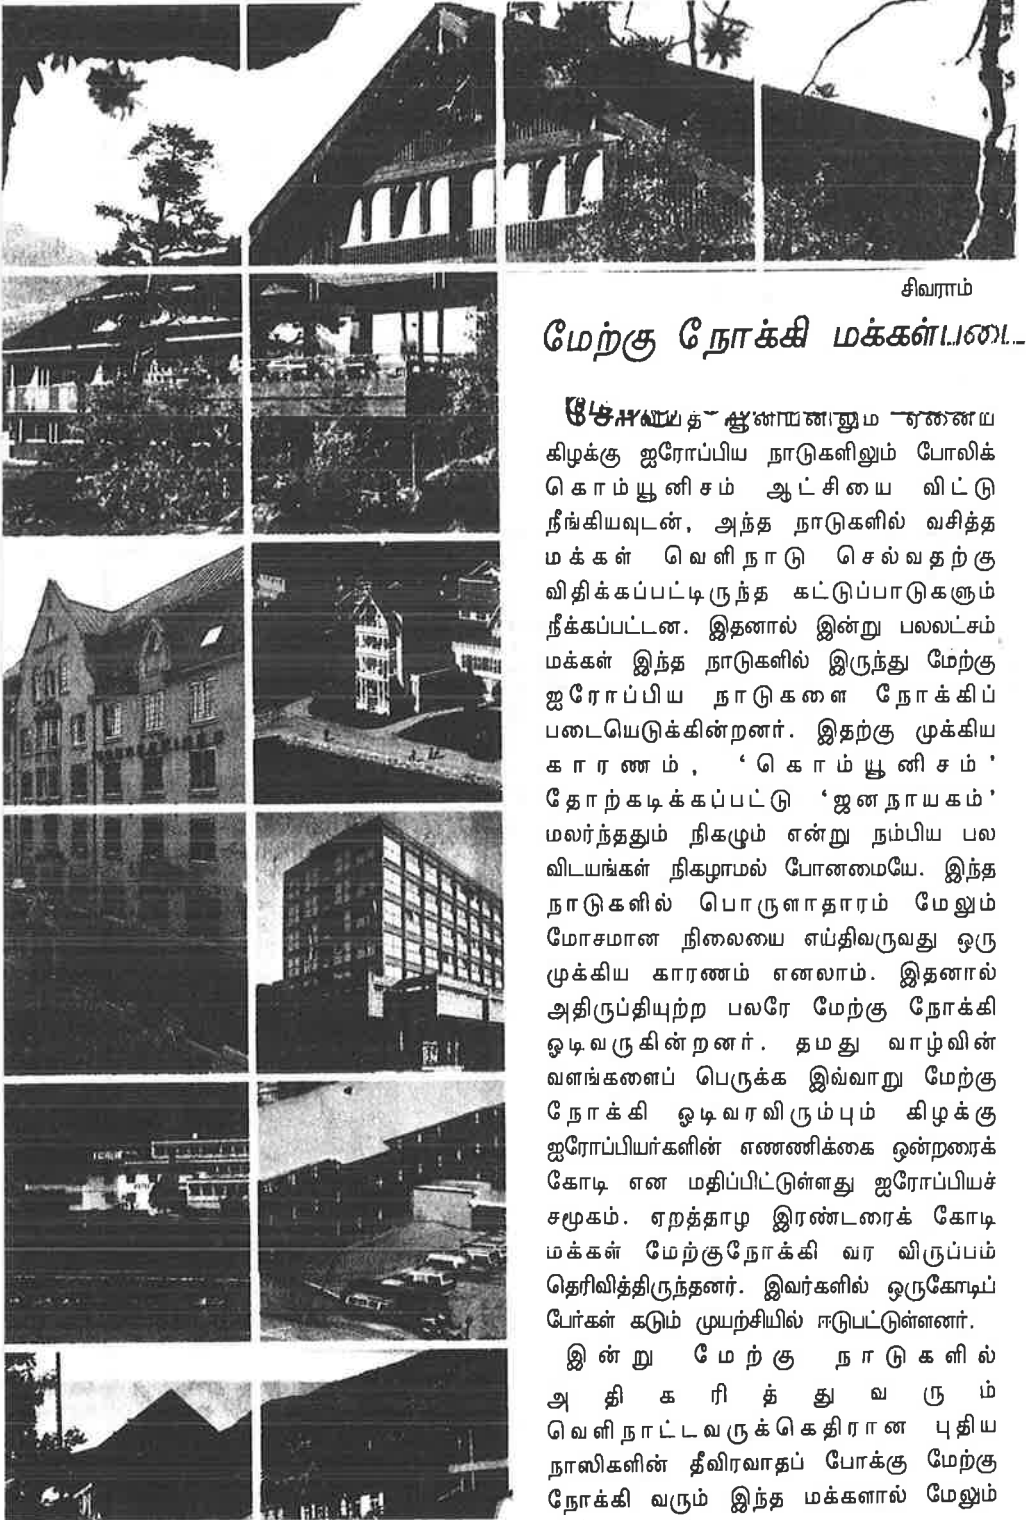 சிவராம்
மேற்கு நோக்கி மக்கள்படை...
யூனியனிலும் ஏனைய
கிழக்கு ஐரோப்பிய நாடுகளிலும் போலிக்
கொம்யூனிசம் ஆட்சியை விட்டு
நீங்கியவுடன், அந்த நாடுகளில் வசித்த
மக்கள் வெளிநாடு செல்வதற்கு
விதிக்கப்பட்டிருந்த கட்டுப்பாடுகளும்
நீக்கப்பட்டன. இதனால் இன்று பலலட்சம்
மக்கள் இந்த நாடுகளில் இருந்து மேற்கு
ஐரோப்பிய நாடுகளை நோக்கிப்
படையெடுக்கின்றனர். இதற்கு முக்கிய
காரணம், ‘கொம்யூனிசம்’
தோற்கடிக்கப்பட்டு ‘ஜனநாயகம்’
மலர்ந்ததும் நிகழும் என்று நம்பிய பல
விடயங்கள் நிகழாமல் போனமையே. இந்த
நாடுகளில் பொருளாதாரம் மேலும்
மோசமான நிலையை எய்திவருவது ஒரு
முக்கிய காரணம் எனலாம். இதனால்
அதிருப்தியுற்ற பலரே மேற்கு நோக்கி
ஓடிவருகின்றனர். தமது வாழ்வின்
வளங்களைப் பெருக்க இவ்வாறு மேற்கு
நோக்கி ஓடிவரவிரும்பும் கிழக்கு
ஐரோப்பியர்களின் எணணிக்கை ஒன்றரைக்
கோடி என மதிப்பிட்டுள்ளது ஐரோப்பியச்
சமூகம். ஏறத்தாழ இரண்டரைக் கோடி
மக்கள் மேற்குநோக்கி வர விருப்பம்
தெரிவித்திருந்தனர். இவர்களில் ஒருகோடிப்
பேர்கள் கடும் முயற்சியில் ஈடுபட்டுள்ளனர்.
இன்று மேற்கு நாடுகளில்
அதிகரித்துவரும்
வெளிநாட்டவருக்கெதிரான புதிய
நாஸிகளின் தீவிரவாதப் போக்கு மேற்கு
நோக்கி வரும் இந்த மக்களால் மேலும்